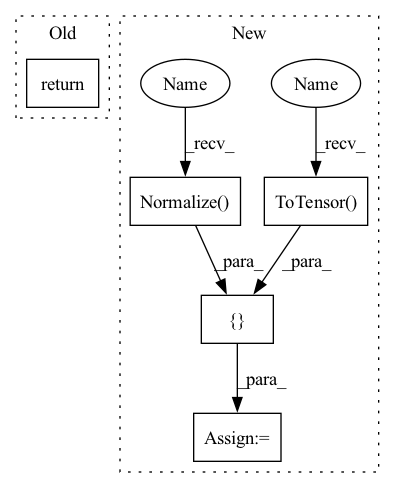 Old
New
return
Name
Name
_recv_
_recv_
Normalize()
ToTensor()
_para_
_para_
{}
_para_
Assign:=